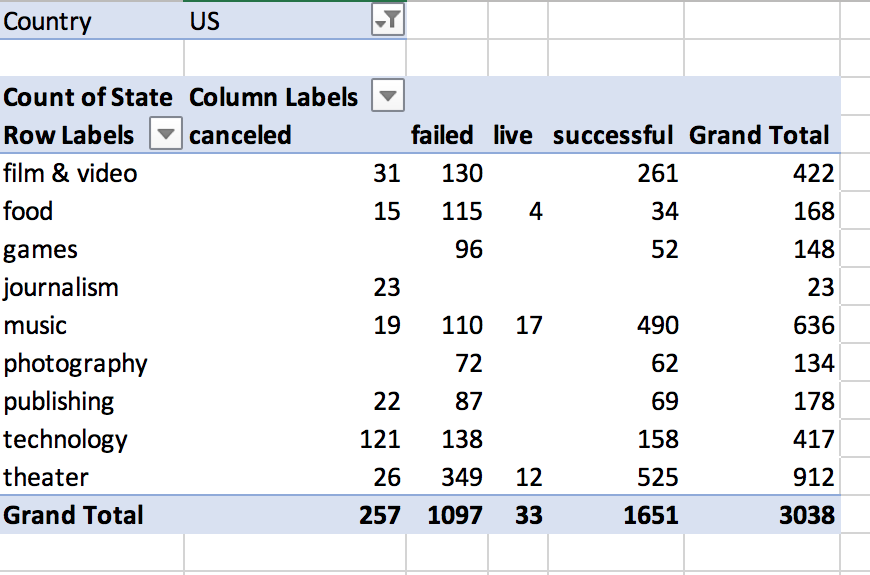 Country US
Count of State Column Labels
Row Labels canceled failed live successful Grand Total
film & video 31 130 261 422
food 15 115 4 34 168
games 96 52 148
journalism 23 23
music 19 110 17 490 636
photography 72 62 134
publishing 22 87 69 178
technology 121 138 158 417
theater 26 349 12 525 912
Grand Total 257 1097 33 1651 3038